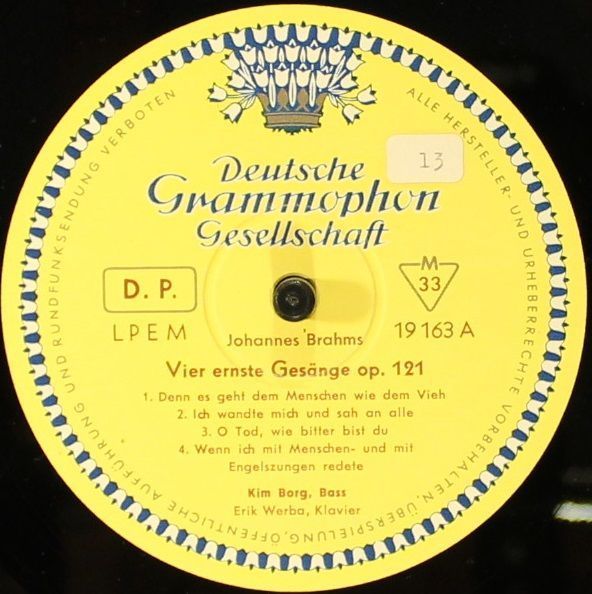 ALLE HERSTELLER- UND URHEBERRECHTE VORBEHALTEN, ÜBERSPIELUNG, ÖFFENTLICHE AUFFÜHRUNG UND RUNDFUNKSENDUNG VERBOTEN
13
Deutsche
Grammophon
Gesellschaft
D. P.
M
33
LPEM
Johannes Brahms
19 163 A
Vier ernste Gesänge op. 121
1. Denn es geht dem Menschen wie dem Vieh
2. Ich wandte mich und sah an alle
3. O Tod, wie bitter bist du
4. Wenn ich mit Menschen- und mit
Engelszungen redete
Kim Borg, Bass
Erik Werba, Klavier